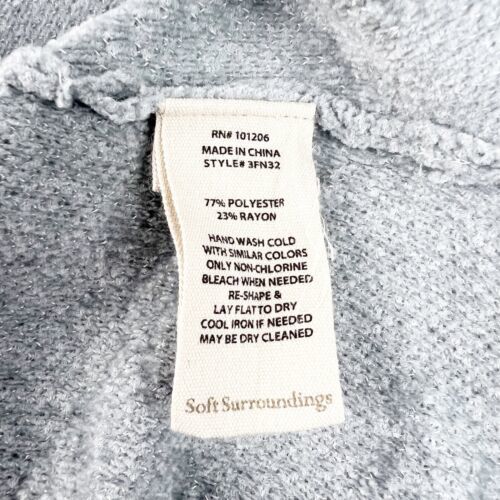 RN# 101206
MADE IN CHINA
STYLE# 3FN32
77% POLYESTER
23% RAYON
HAND WASH COLD
WITH SIMILAR COLORS
ONLY NON-CHLORINE
BLEACH WHEN NEEDED
RE-SHAPE &
LAY FLAT TO DRY
COOL IRON IF NEEDED
MAY BE DRY CLEANED
Soft Surroundings